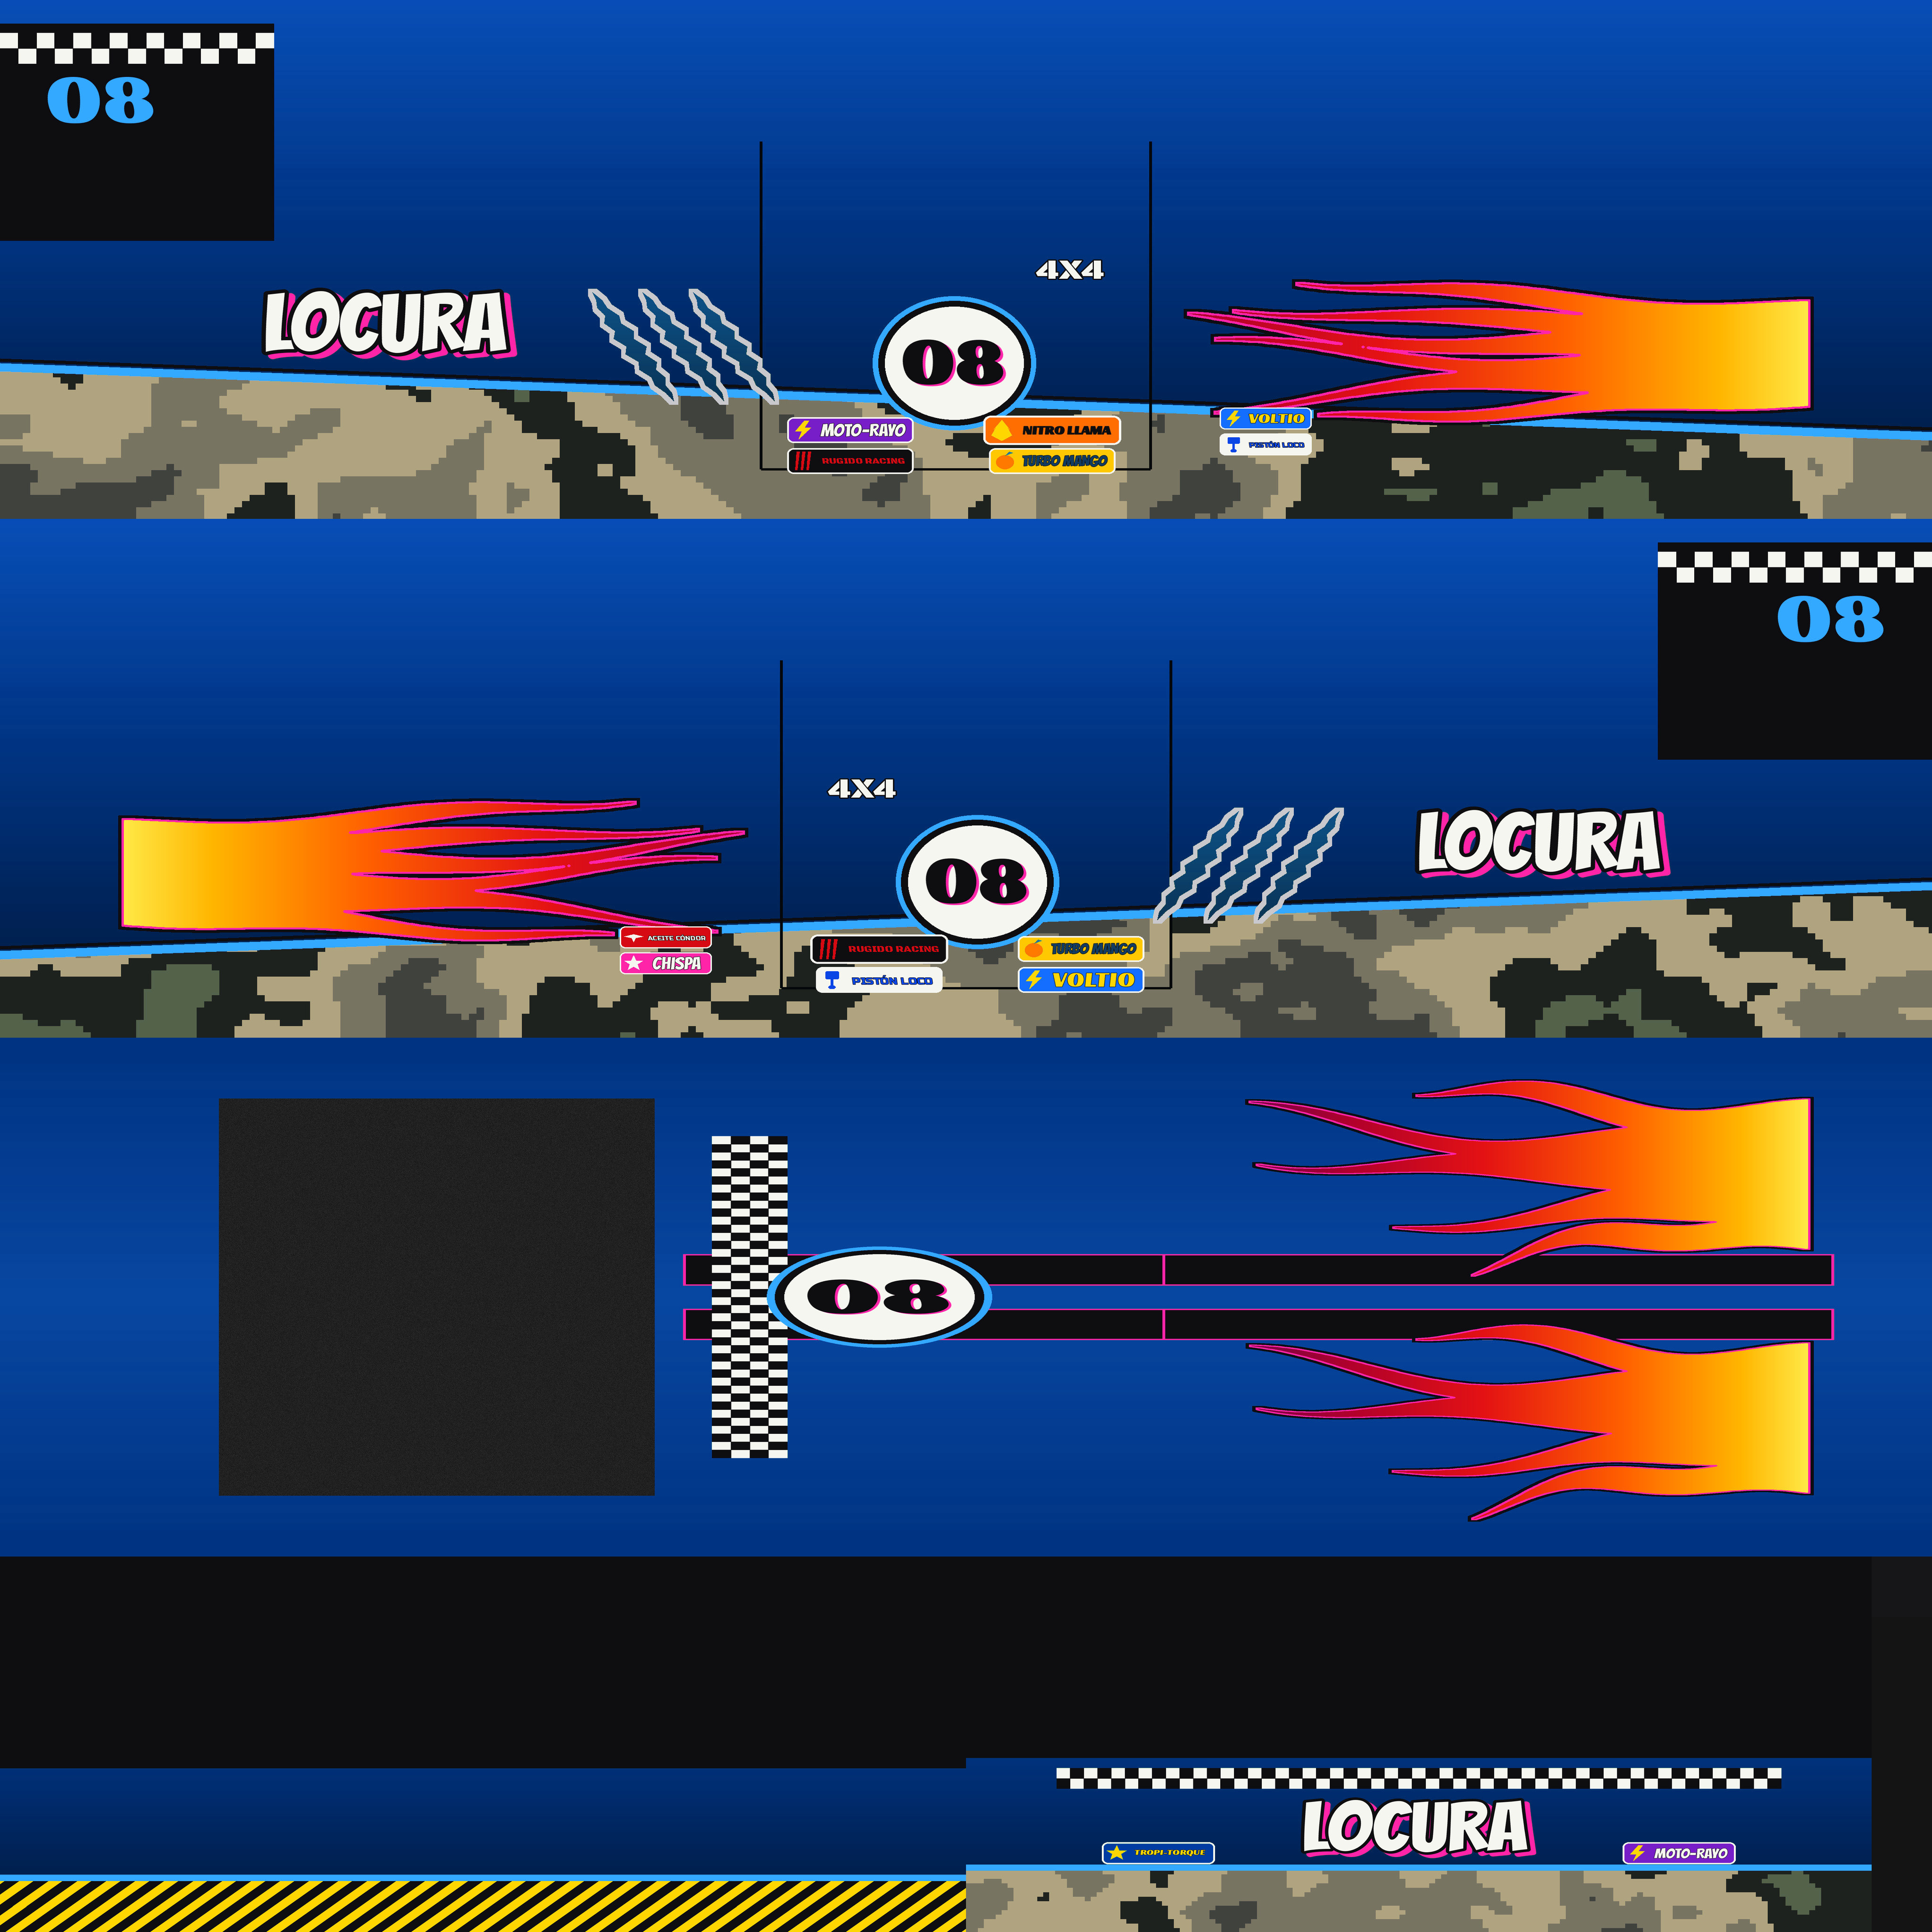 08
4X4
LOCURA
08
MOTO-RAYO
NITRO LLAMA
VOLTIO
PISTÓN LOCO
RUGIDO RACING
TURBO MANGO
08
4X4
LOCURA
08
ACEITE CÓNDOR
RUGIDO RACING
TURBO MANGO
CHISPA
PISTÓN LOCO
VOLTIO
08
LOCURA
TROPI-TORQUE
MOTO-RAYO